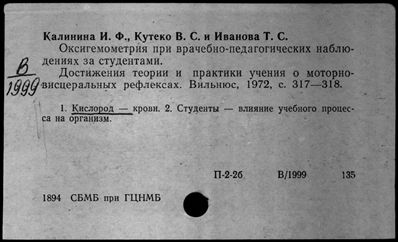 Калинина И. Ф., Кутеко В. С. и Иванова Т. С.
Оксигемометрия при врачебно-педагогических наблю-
дениях за студентами.
Достижения теории и практики учения о моторно-
висцеральных рефлексах. Вильнюс, 1972, с. 317—318.
В
1999
1. Кислород — крови. 2. Студенты — влияние учебного процес-
са на организм.
П-2-2б В/1999 135
1894 СБМБ при ГЦНМБ